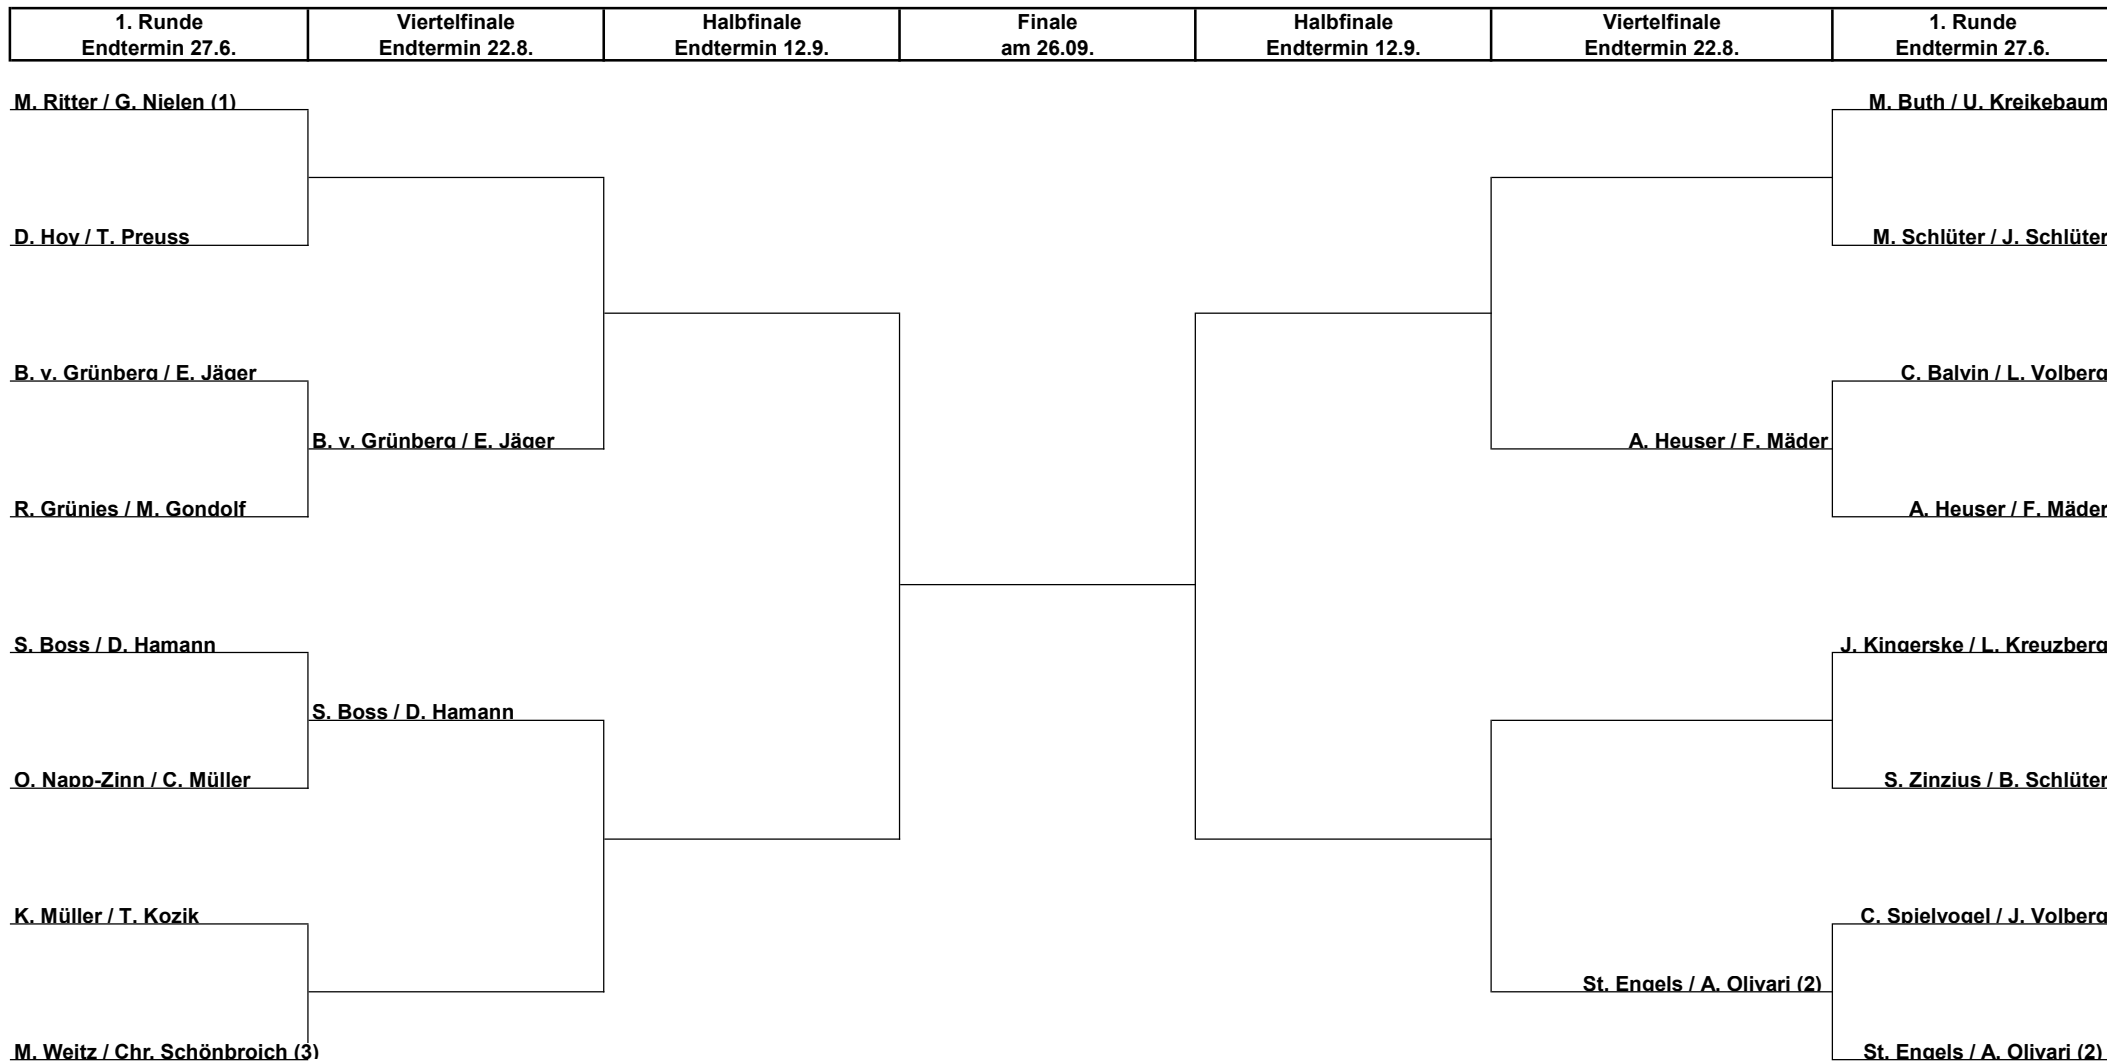 1. Runde
Endtermin 27.6.
Viertelfinale
Endtermin 22.8.
Halbfinale
Endtermin 12.9.
Finale
am 26.09.
Halbfinale
Endtermin 12.9.
Viertelfinale
Endtermin 22.8.
1. Runde
Endtermin 27.6.
M. Ritter / G. Nielen (1)
M. Buth / U. Kreikebaum
D. Hoy / T. Preuss
M. Schlüter / J. Schlüter
B. v. Grünberg / E. Jäger
C. Balvin / L. Volberg
B. v. Grünberg / E. Jäger
A. Heuser / F. Mäder
R. Grünies / M. Gondolf
A. Heuser / F. Mäder
S. Boss / D. Hamann
J. Kingerske / L. Kreuzberg
S. Boss / D. Hamann
O. Napp-Zinn / C. Müller
S. Zinzius / B. Schlüter
K. Müller / T. Kozik
C. Spielvogel / J. Volberg
St. Engels / A. Olivari (2)
M. Weitz / Chr. Schönbroich (3)
St. Engels / A. Olivari (2)